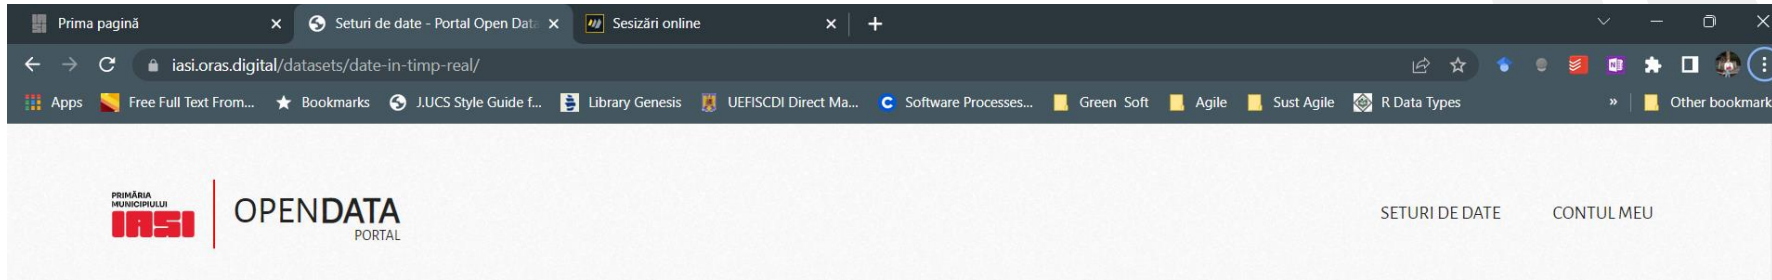 Prima pagină
Seturi de date - Portal Open Data
Sesizări online
iasi.oras.digital/datasets/date-in-timp-real/
Apps Free Full Text From... Bookmarks J.UCS Style Guide f... Library Genesis UEFISCDI Direct Ma... Software Processes... Green Soft Agile Sust Agile R Data Types » Other bookmark
PRIMĂRIA
MUNICIPIULUI
IASI
OPENDATA
PORTAL
SETURI DE DATE CONTUL MEU